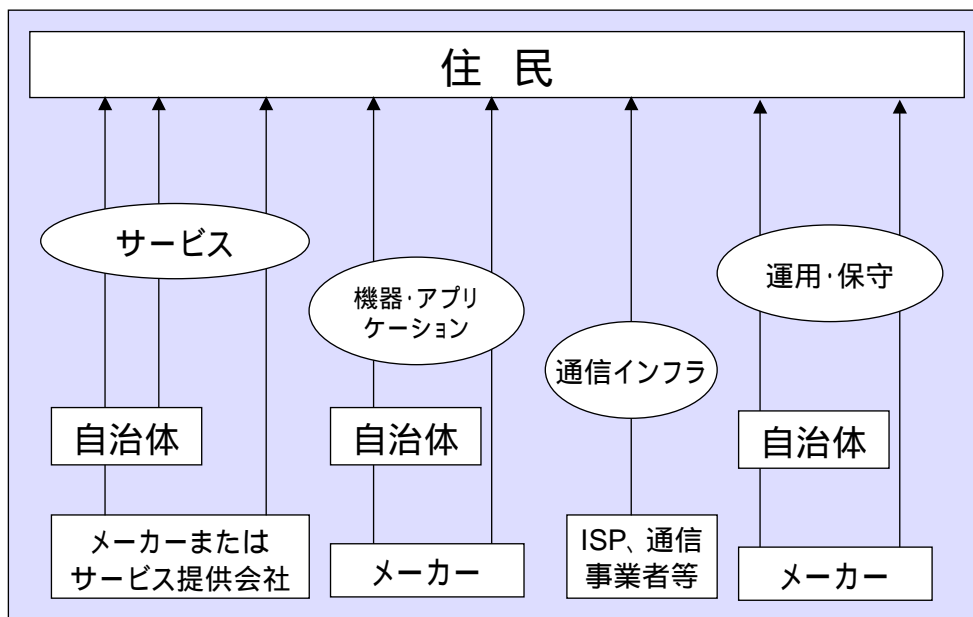 住 民
サービス
機器・アプリ
ケーション
運用・保守
通信インフラ
自治体
自治体
自治体
メーカーまたは
サービス提供会社
メーカー
ISP、通信
事業者等
メーカー